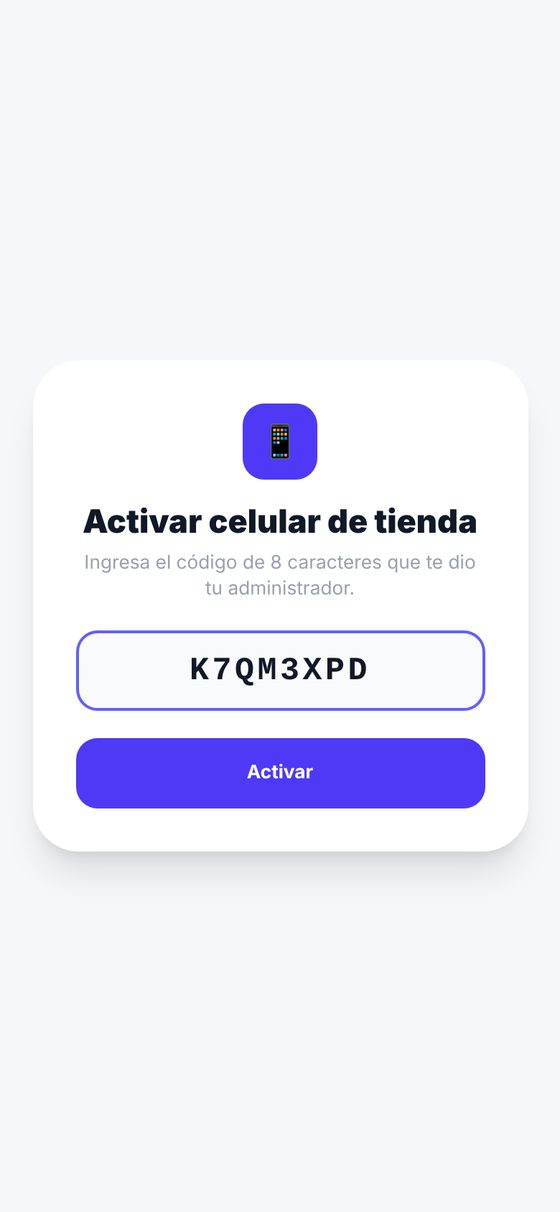 Activar celular de tienda
Ingresa el código de 8 caracteres que te dio
tu administrador.
K7QM3XPD
Activar